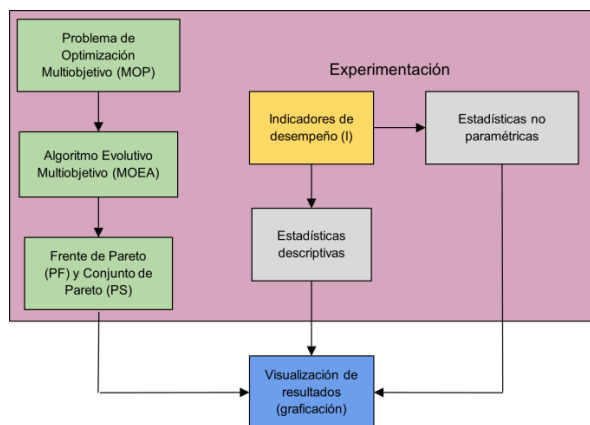 Problema de
Optimización
Multiobjetivo (MOP)
Experimentación
Indicadores de
desempeño (I)
Estadísticas no
paramétricas
Algoritmo Evolutivo
Multiobjetivo (MOEA)
Estadísticas
descriptivas
Frente de Pareto
(PF) y Conjunto de
Pareto (PS)
Visualización de
resultados
(graficación)